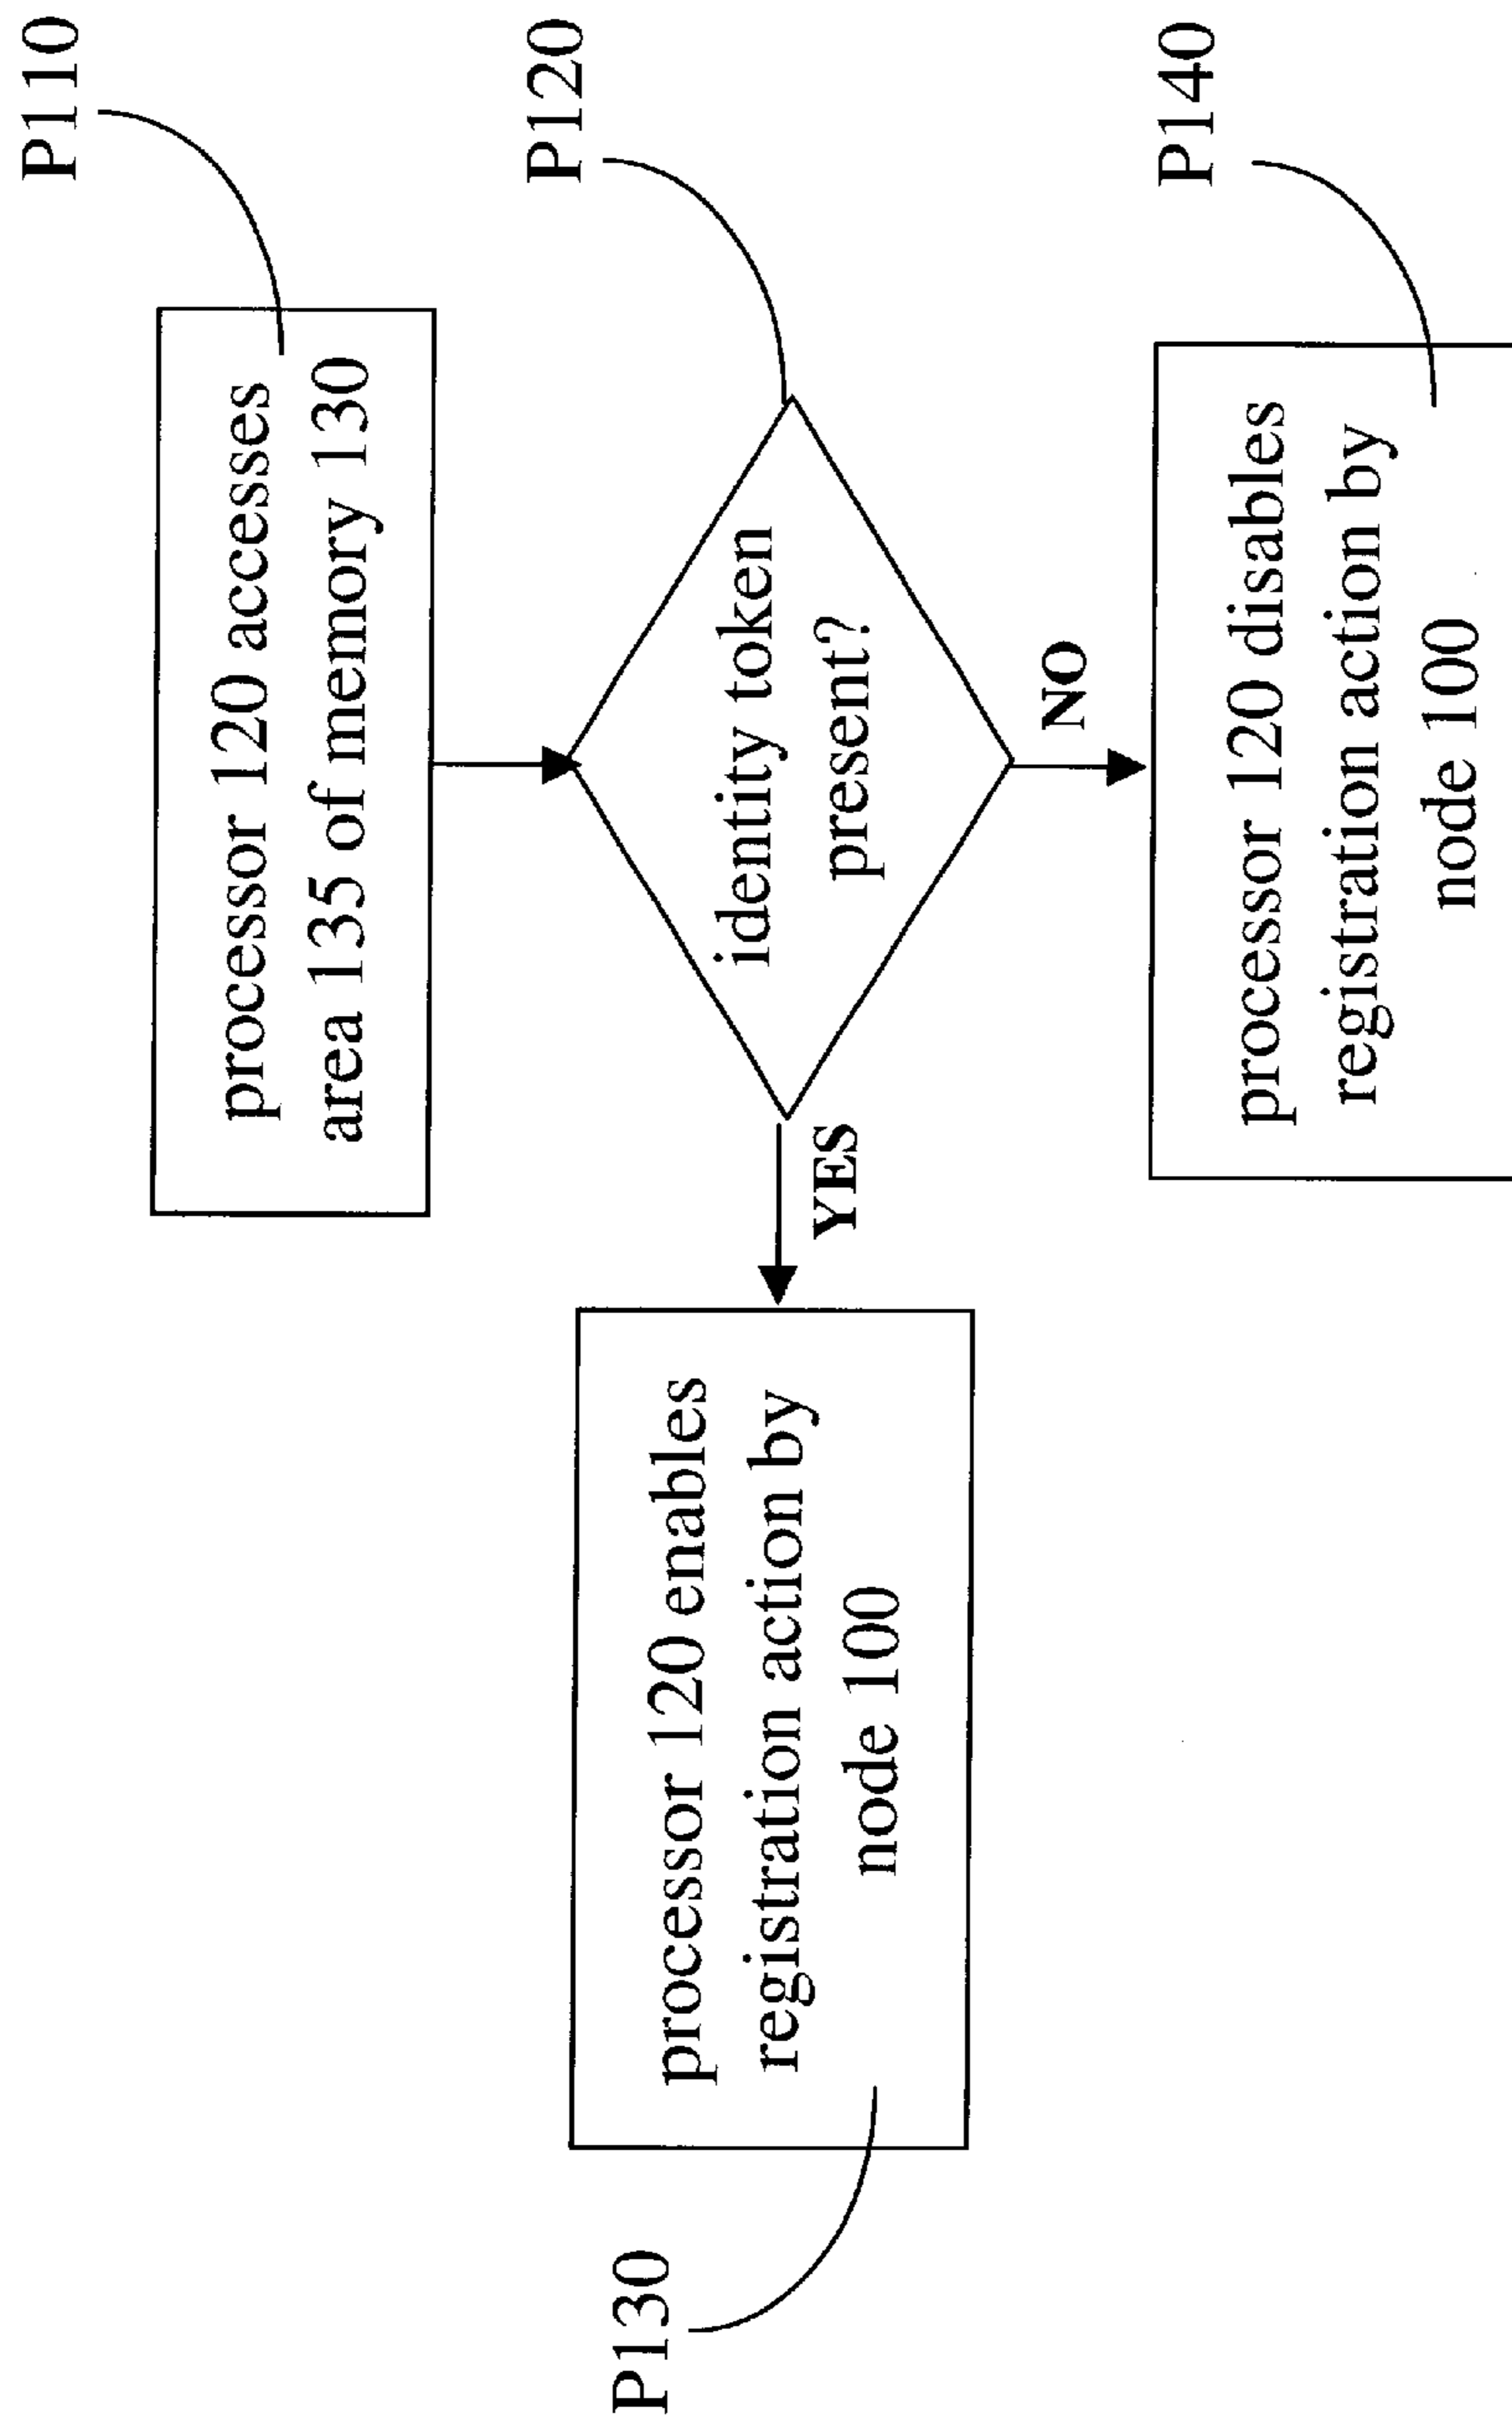 P110
processor 120 accesses
area 135 of memory 130
P120
identity token
present?
YES
NO
P130
processor 120 enables
registration action by
node 100
P140
processor 120 disables
registration action by
node 100